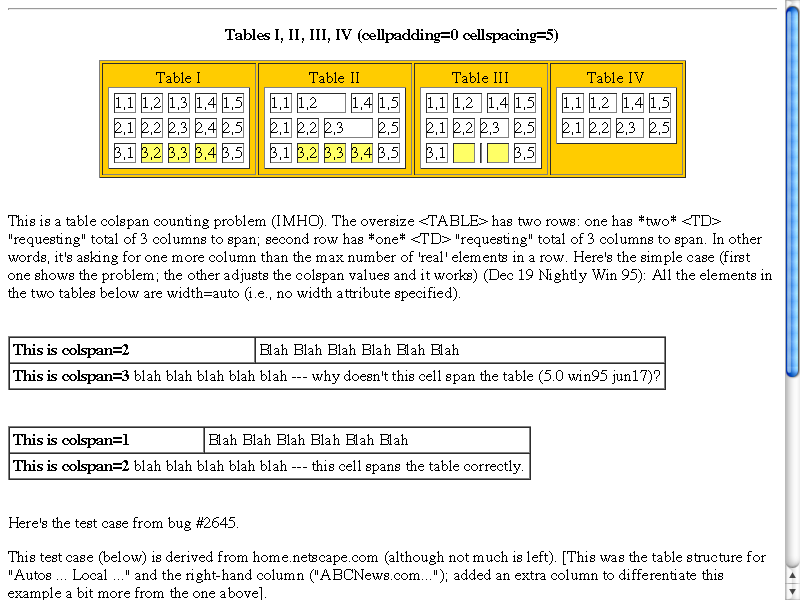 Tables I, II, III, IV (cellpadding=0 cellspacing=5)
Table I Table II Table III Table IV
1,1 1,2 1,3 1,4 1,5 1,1 1,2 1,4 1,5 1,1 1,2 1,4 1,5 1,1 1,2 1,4 1,5
2,1 2,2 2,3 2,4 2,5 2,1 2,2 2,3 2,5 2,1 2,2 2,3 2,5 2,1 2,2 2,3 2,5
3,1 3,2 3,3 3,4 3,5 3,1 3,2 3,3 3,4 3,5 3,1 3,5
This is a table colspan counting problem (IMHO). The oversize <TABLE> has two rows: one has *two* <TD>
"requesting" total of 3 columns to span; second row has *one* <TD> "requesting" total of 3 columns to span. In other
words, it's asking for one more column than the max number of 'real' elements in a row. Here's the simple case (first
one shows the problem; the other adjusts the colspan values and it works) (Dec 19 Nightly Win 95): All the elements in
the two tables below are width=auto (i.e., no width attribute specified).
This is colspan=2 Blah Blah Blah Blah Blah Blah
This is colspan=3 blah blah blah blah blah --- why doesn't this cell span the table (5.0 win95 jun17)?
This is colspan=1 Blah Blah Blah Blah Blah Blah
This is colspan=2 blah blah blah blah blah --- this cell spans the table correctly.
Here's the test case from bug #2645.
This test case (below) is derived from home.netscape.com (although not much is left). [This was the table structure for
"Autos ... Local ..." and the right-hand column ("ABCNews.com..."); added an extra column to differentiate this
example a bit more from the one above].